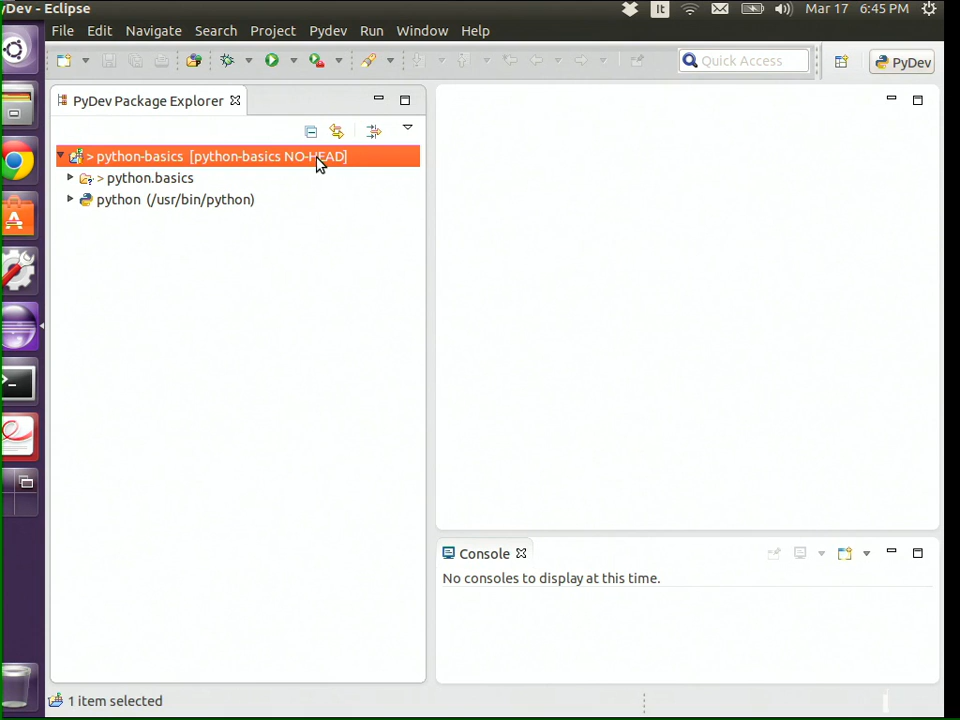 yDev - Eclipse
It
Mar 17
6:45 PM
File Edit Navigate Search Project Pydev Run Window Help
Quick Access
PyDev
PyDev Package Explorer
> python-basics [python-basics NO-HEAD]
> python.basics
python (/usr/bin/python)
Console
No consoles to display at this time.
1 item selected